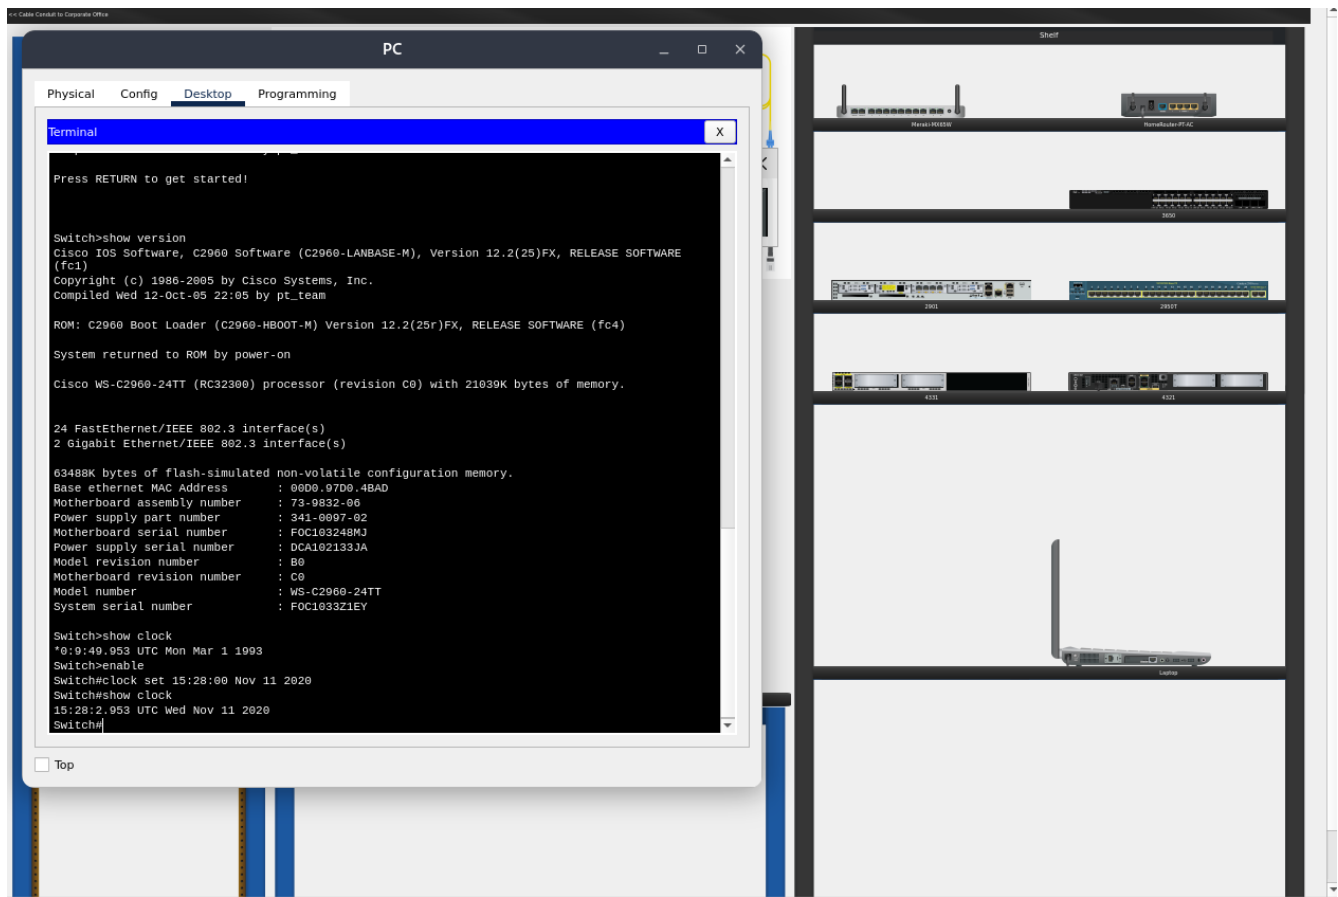 << Cable Conduit to Corporate Office
PC
Physical Config Desktop Programming
Terminal
X
Press RETURN to get started!
Switch>show version
Cisco IOS Software, C2960 Software (C2960-LANBASE-M), Version 12.2(25)FX, RELEASE SOFTWARE
(fc1)
Copyright (c) 1986-2005 by Cisco Systems, Inc.
Compiled Wed 12-Oct-05 22:05 by pt_team
ROM: C2960 Boot Loader (C2960-HBOOT-M) Version 12.2(25r)FX, RELEASE SOFTWARE (fc4)
System returned to ROM by power-on
Cisco WS-C2960-24TT (RC32300) processor (revision C0) with 21039K bytes of memory.
24 FastEthernet/IEEE 802.3 interface(s)
2 Gigabit Ethernet/IEEE 802.3 interface(s)
63488K bytes of flash-simulated non-volatile configuration memory.
Base ethernet MAC Address : 00D0.97D0.4BAD
Motherboard assembly number : 73-9832-06
Power supply part number : 341-0097-02
Motherboard serial number : FOC103248MJ
Power supply serial number : DCA102133JA
Model revision number : B0
Motherboard revision number : C0
Model number : WS-C2960-24TT
System serial number : FOC1033Z1EY
Switch>show clock
*0:9:49.953 UTC Mon Mar 1 1993
Switch>enable
Switch#clock set 15:28:00 Nov 11 2020
Switch#show clock
15:28:2.953 UTC Wed Nov 11 2020
Switch#
Top
Shelf
Meraki-MX65W
HomeRouter-PT-AC
3650
2901
2950T
4331
4321
Laptop